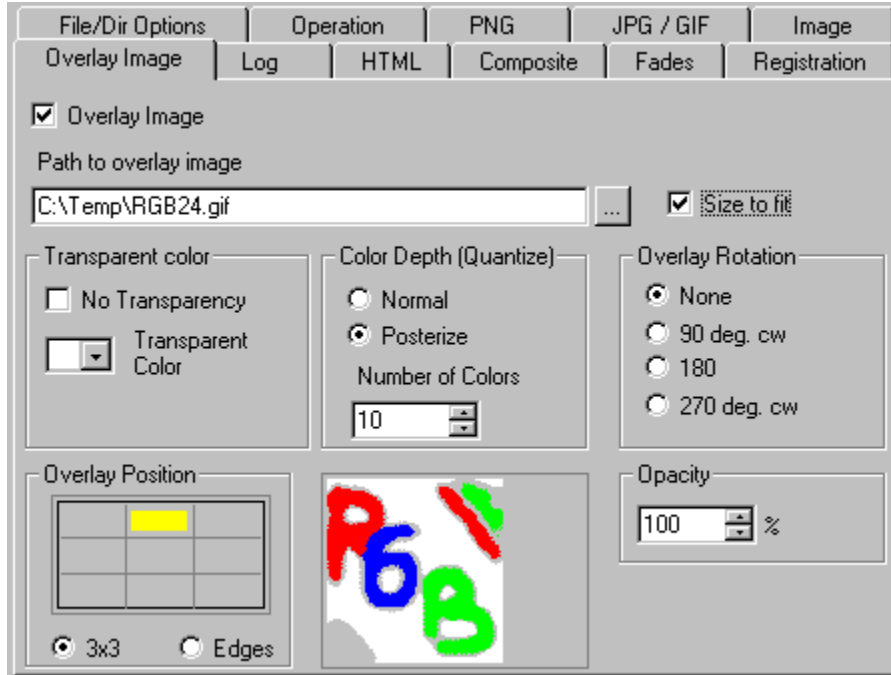 File/Dir Options Operation PNG JPG / GIF Image
Overlay Image Log HTML Composite Fades Registration
Overlay Image
Path to overlay image
C:\Temp\RGB24.gif ... Size to fit
Transparent color
No Transparency
Transparent
Color
Color Depth (Quantize)
Normal
Posterize
Number of Colors
10
Overlay Rotation
None
90 deg. cw
180
270 deg. cw
Overlay Position
3x3 Edges
RGB
Opacity
100 %